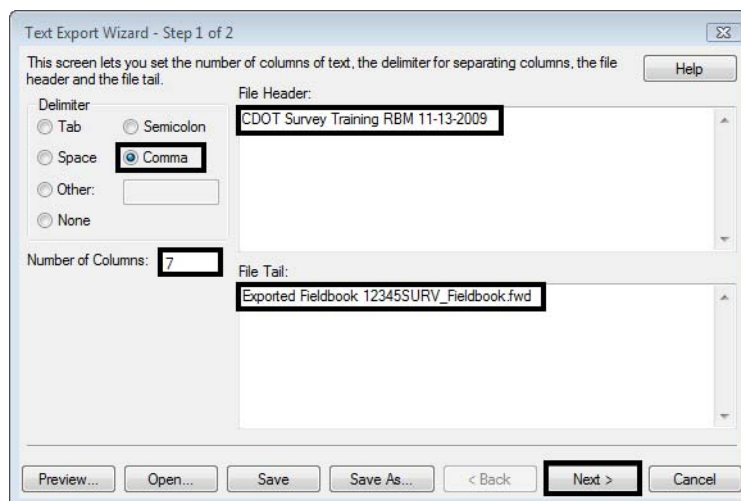 Text Export Wizard - Step 1 of 2
This screen lets you set the number of columns of text, the delimiter for separating columns, the file
header and the file tail.
Help
Delimiter
Tab
Semicolon
Space
Comma
Other:
None
Number of Columns: 7
File Header:
CDOT Survey Training RBM 11-13-2009
File Tail:
Exported Fieldbook 12345SURV_Fieldbook.fwd
Preview... Open... Save Save As... < Back Next > Cancel